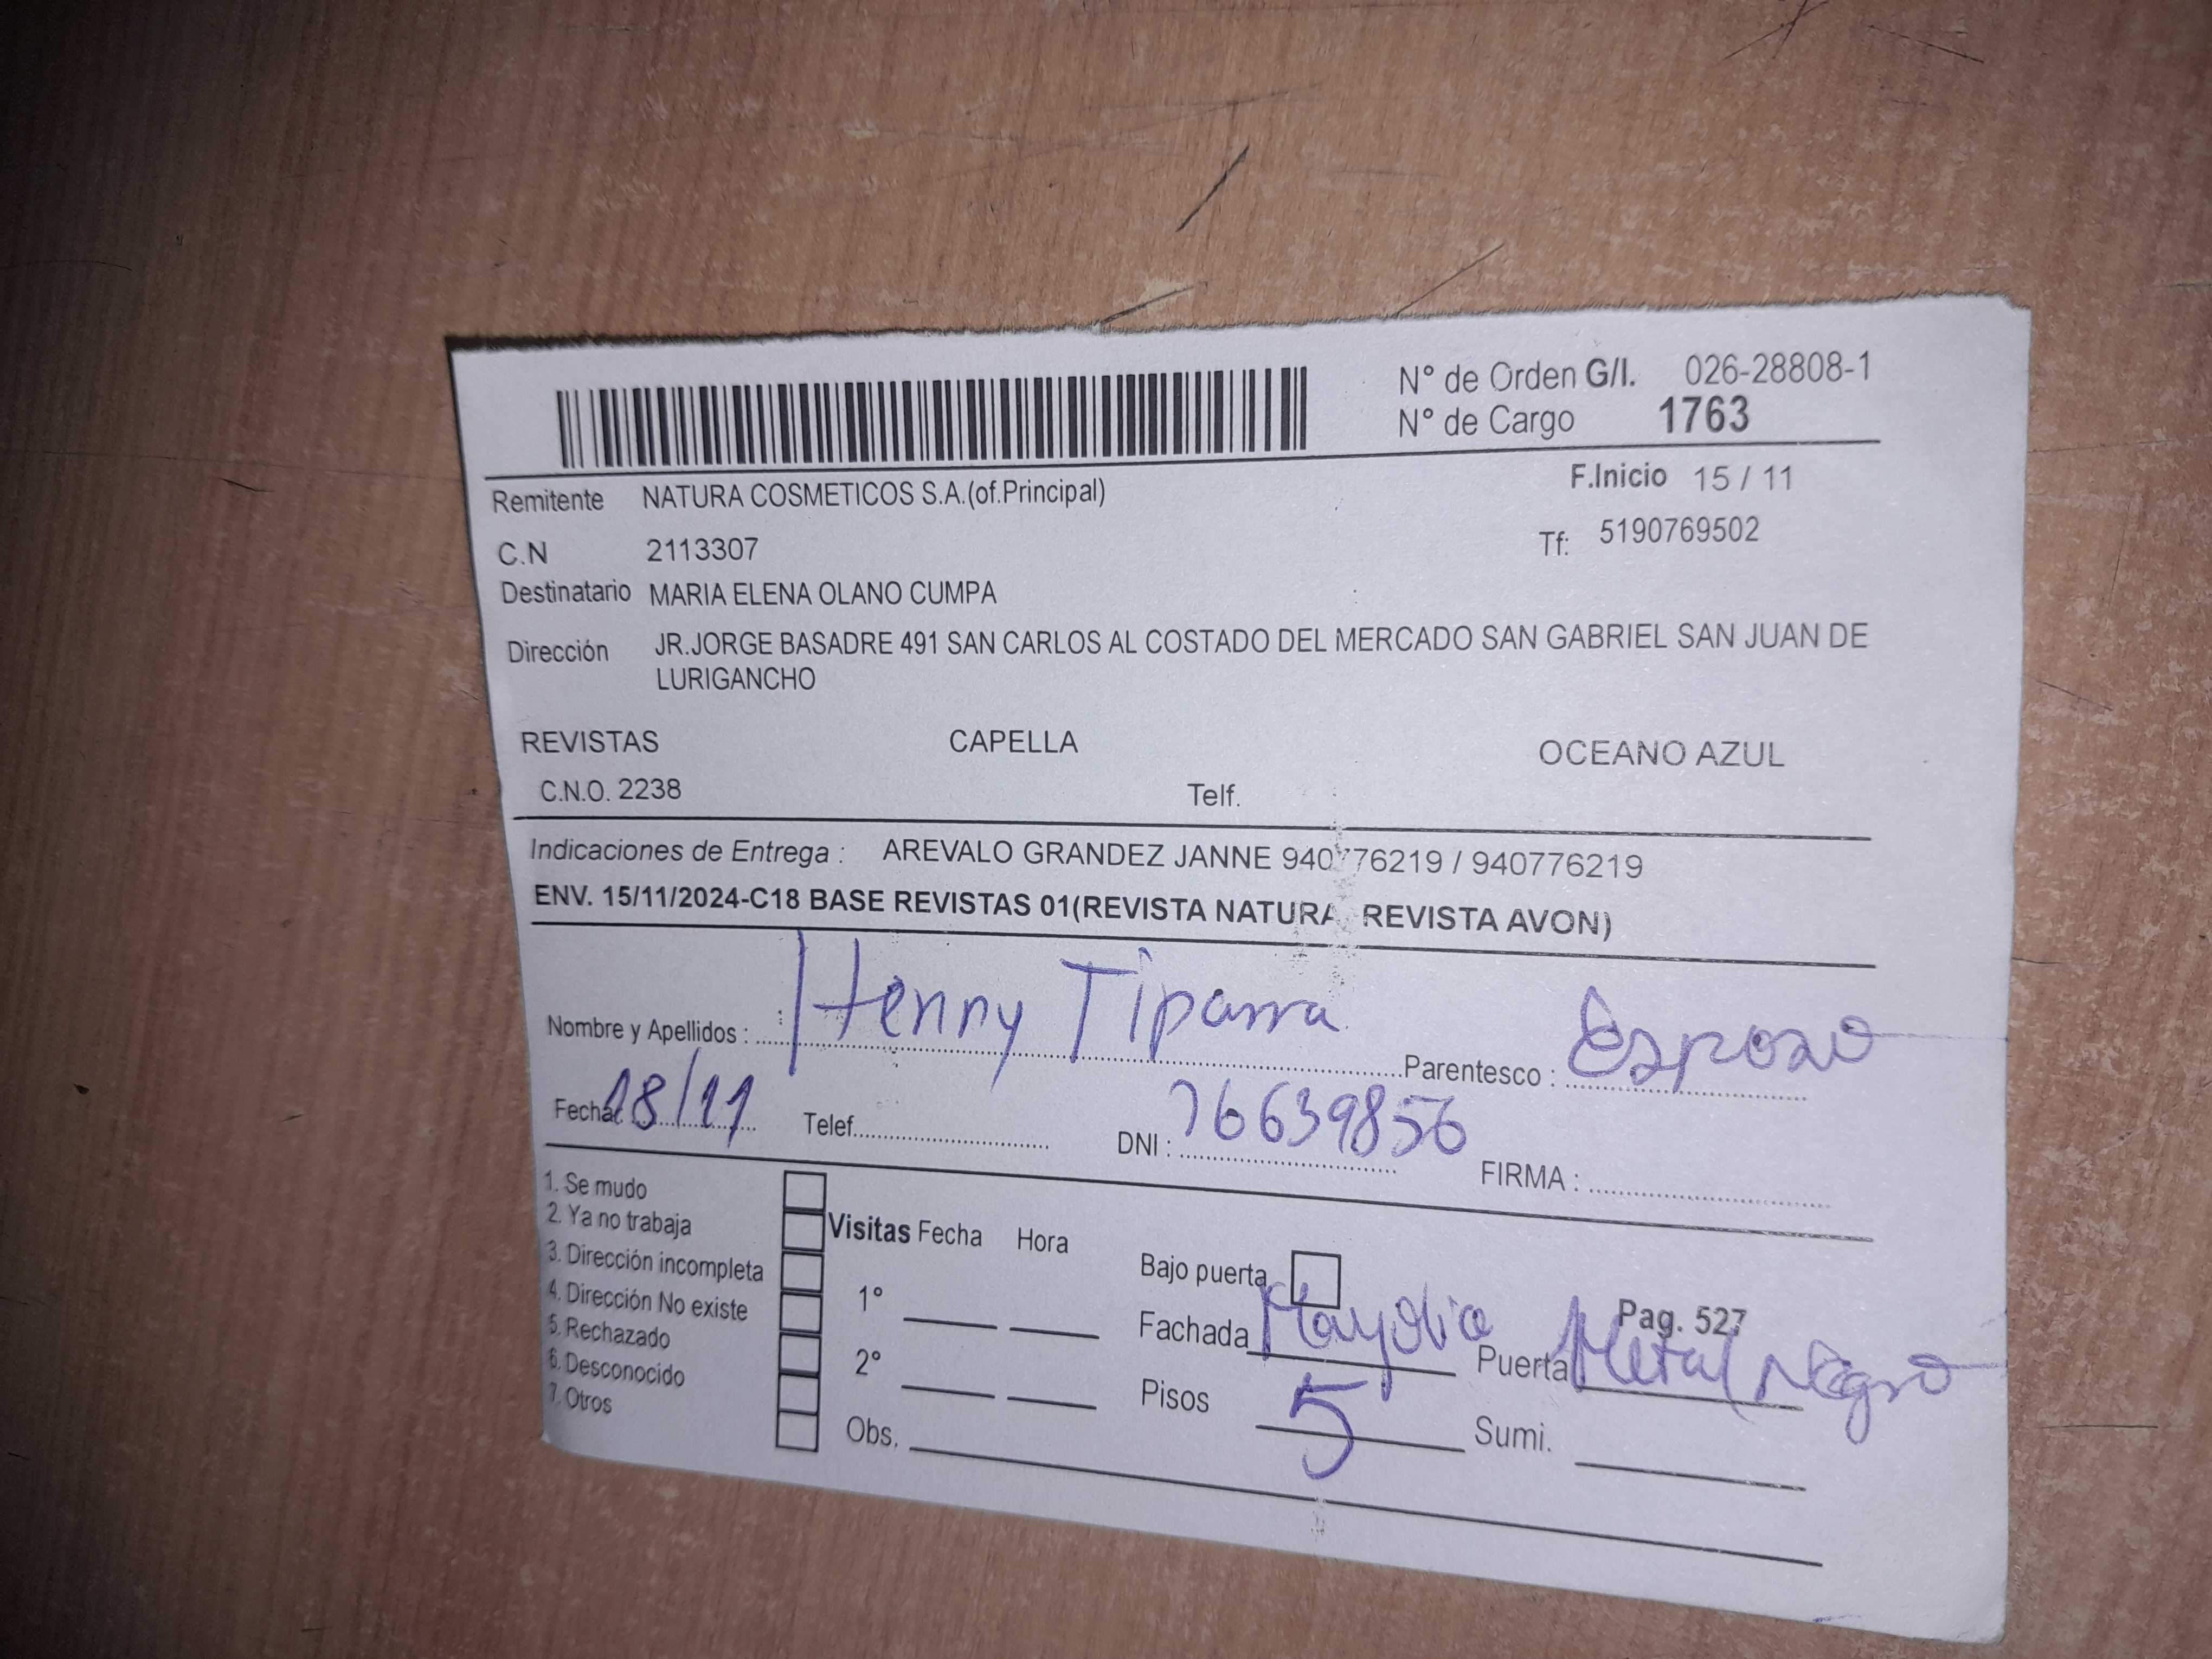 N° de Orden G/I. 026-28808-1
N° de Cargo 1763
F.Inicio 15 / 11
Remitente NATURA COSMETICOS S.A.(of.Principal)
C.N 2113307
Tf: 5190769502
Destinatario MARIA ELENA OLANO CUMPA
Dirección JR.JORGE BASADRE 491 SAN CARLOS AL COSTADO DEL MERCADO SAN GABRIEL SAN JUAN DE
LURIGANCHO
REVISTAS CAPELLA OCEANO AZUL
C.N.O. 2238 Telf.
Indicaciones de Entrega : AREVALO GRANDEZ JANNE 940776219 / 940776219
ENV. 15/11/2024-C18 BASE REVISTAS 01(REVISTA NATURA REVISTA AVON)
Nombre y Apellidos : Henny Tiparra Parentesco : Esposo
Fecha: 18/11 Telef. DNI : 76639856 FIRMA :
1. Se mudo
2. Ya no trabaja
3. Dirección incompleta
4. Dirección No existe
5. Rechazado
6. Desconocido
7. Otros
Visitas Fecha Hora
1°
2°
Obs.
Bajo puerta
Pag. 527
Fachada Mayolica Puerta Metal Negro
Pisos 5 Sumi.